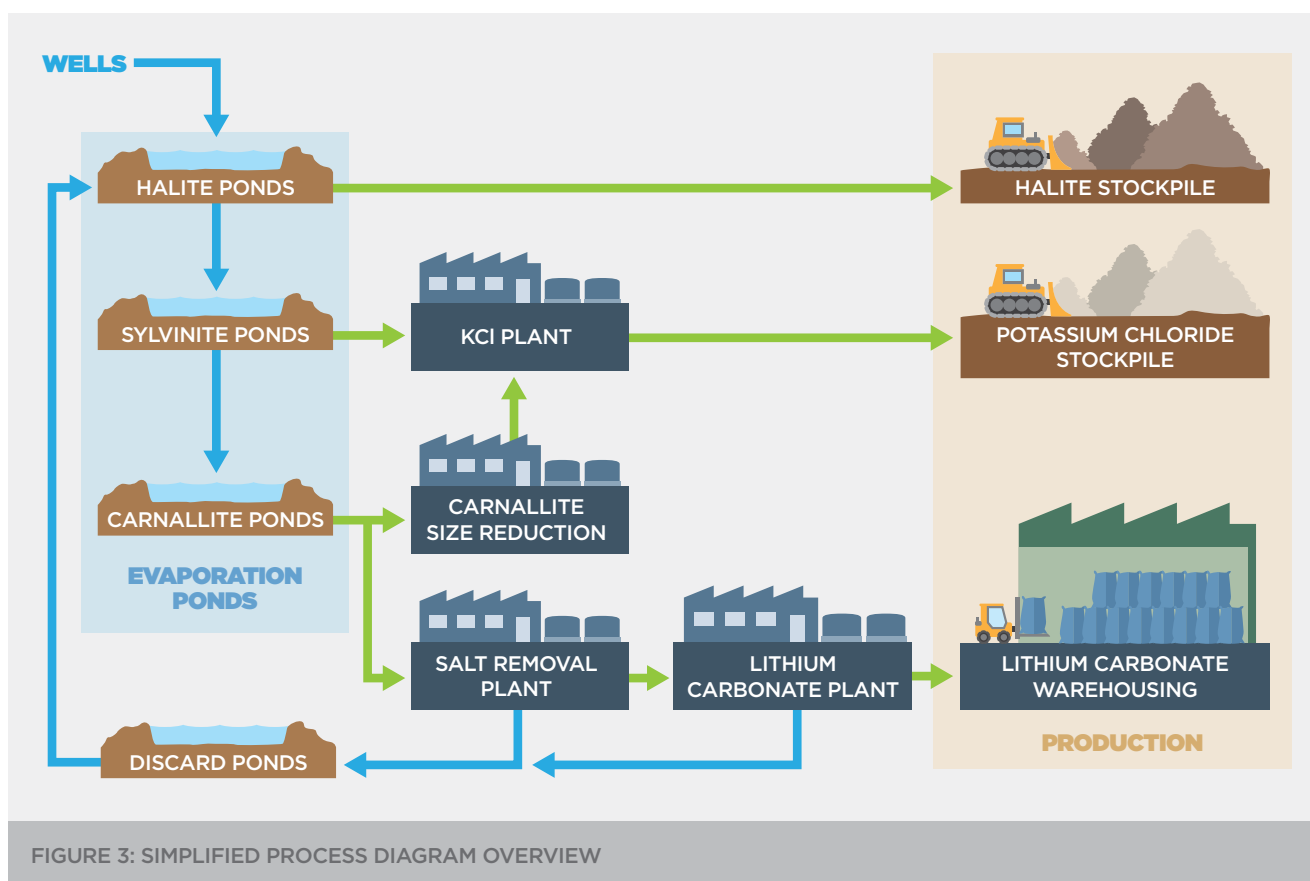 WELLS
HALITE PONDS
HALITE STOCKPILE
SYLVINITE PONDS
KCI PLANT
POTASSIUM CHLORIDE
STOCKPILE
CARNALLITE PONDS
CARNALLITE
SIZE REDUCTION
EVAPORATION
PONDS
SALT REMOVAL
PLANT
LITHIUM
CARBONATE PLANT
LITHIUM CARBONATE
WAREHOUSING
PRODUCTION
DISCARD PONDS
FIGURE 3: SIMPLIFIED PROCESS DIAGRAM OVERVIEW